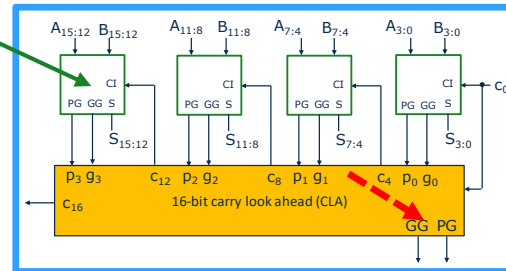 A15:12 B15:12 A11:8 B11:8 A7:4 B7:4 A3:0 B3:0
CI CI CI CI c0
PG GG S PG GG S PG GG S PG GG S
S15:12 S11:8 S7:4 S3:0
p3 g3 c12 p2 g2 c8 p1 g1 c4 p0 g0
c16 16-bit carry look ahead (CLA)
GG PG